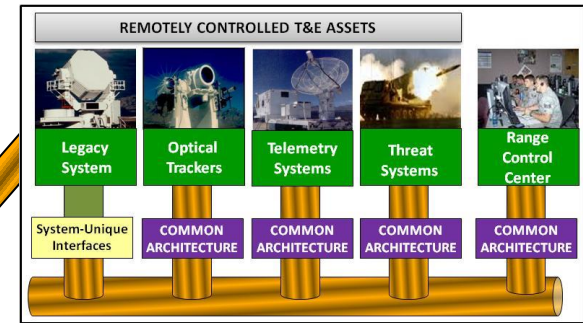 REMOTELY CONTROLLED T&E ASSETS
Legacy
System
Optical
Trackers
Telemetry
Systems
Threat
Systems
Range
Control
Center
System-Unique
Interfaces
COMMON
ARCHITECTURE
COMMON
ARCHITECTURE
COMMON
ARCHITECTURE
COMMON
ARCHITECTURE